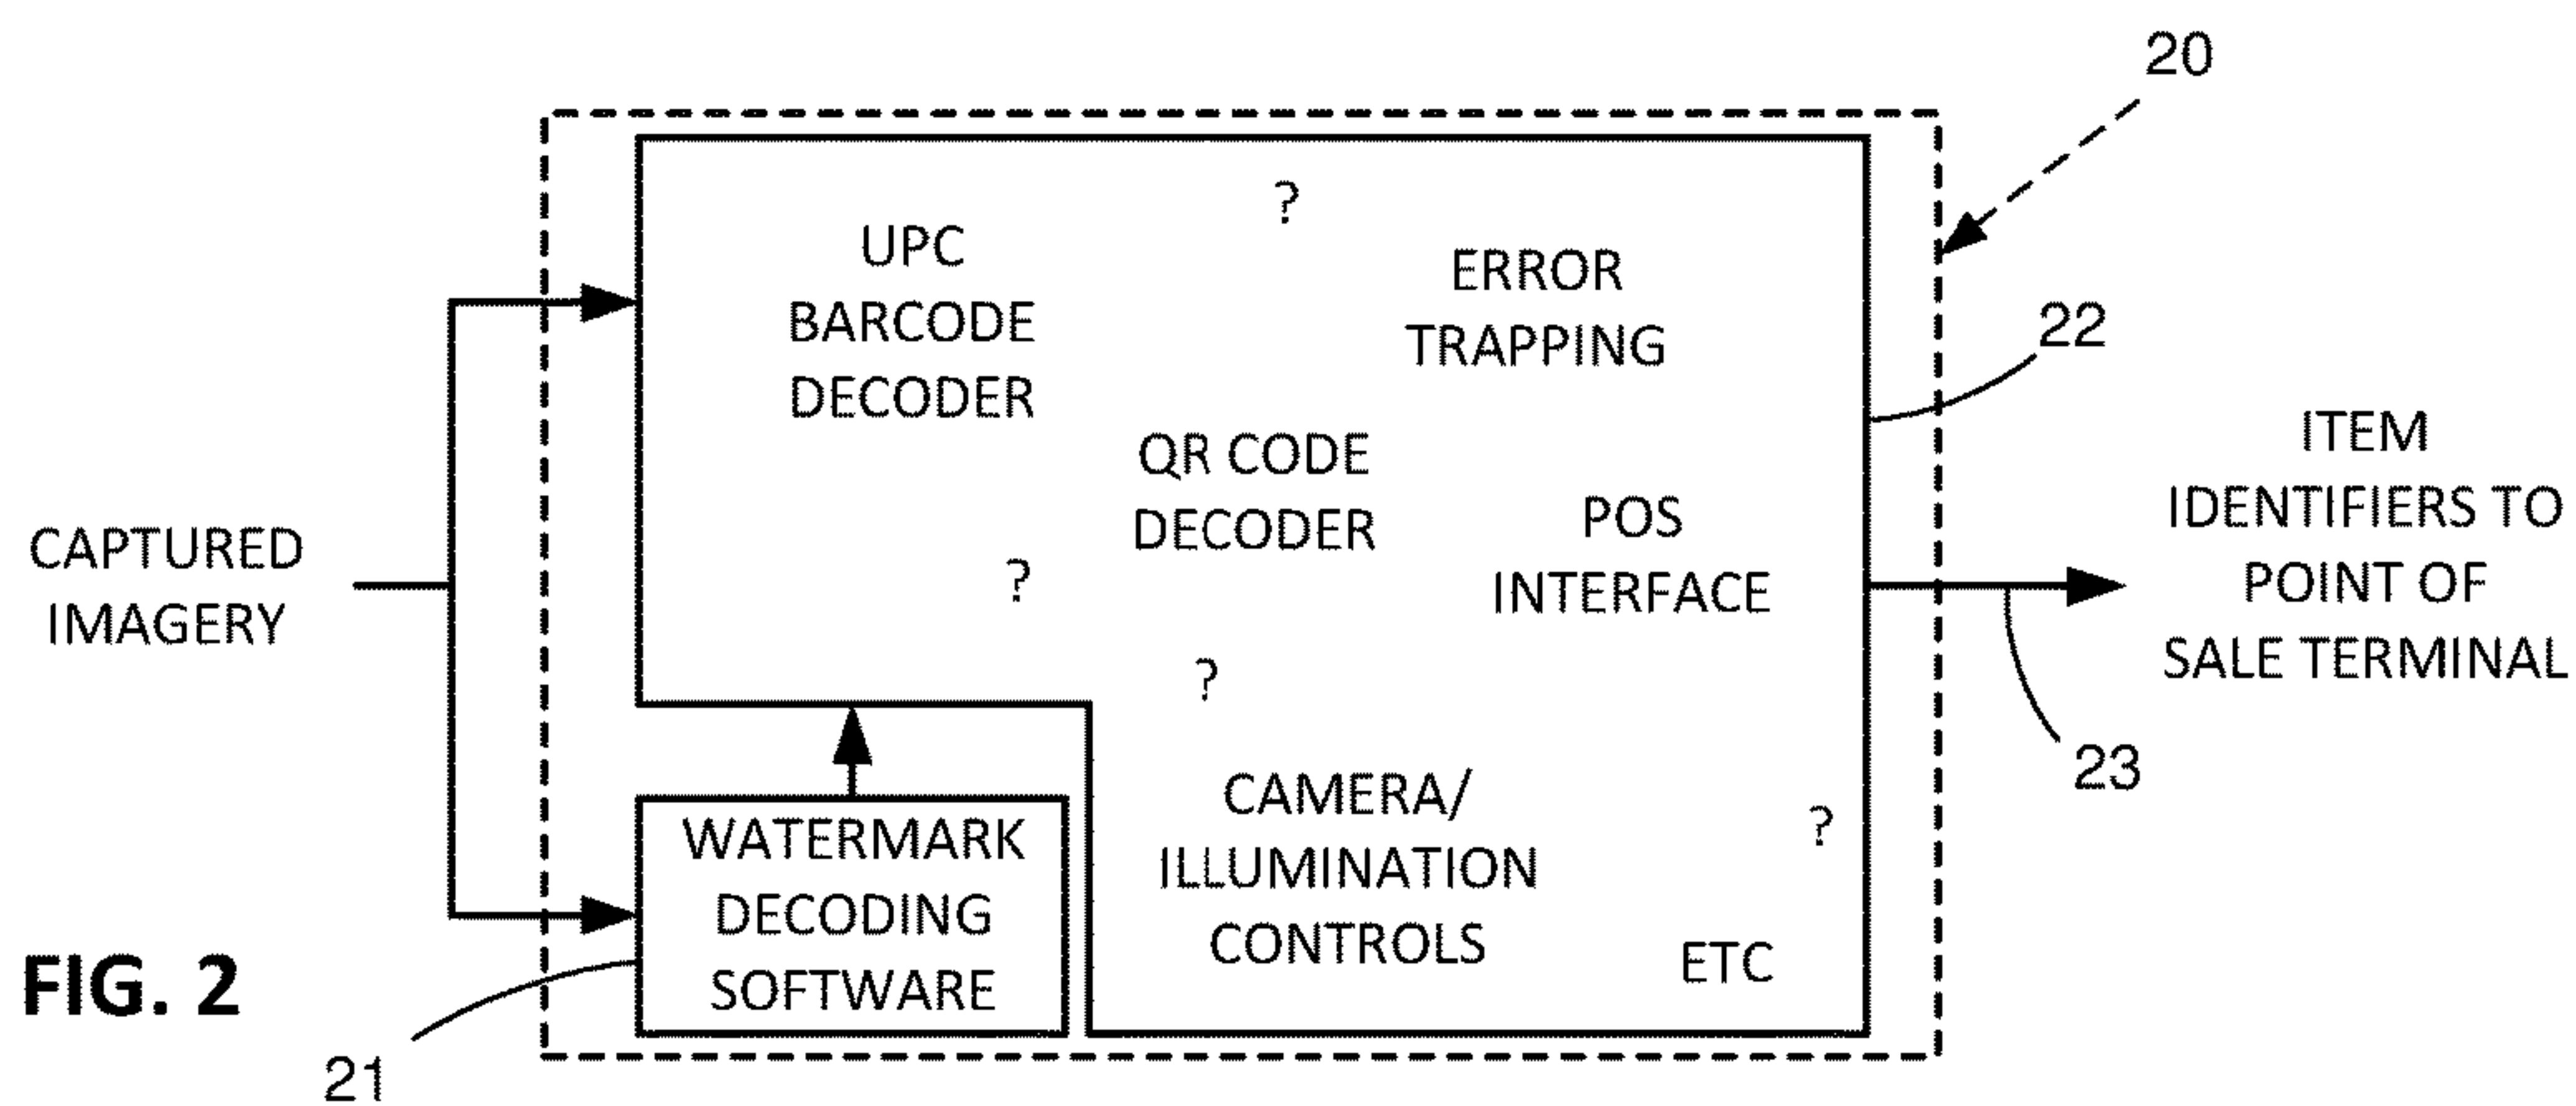 20
?
UPC
BARCODE
DECODER
ERROR
TRAPPING
22
QR CODE
DECODER
POS
INTERFACE
?
?
CAPTURED
IMAGERY
ITEM
IDENTIFIERS TO
POINT OF
SALE TERMINAL
23
WATERMARK
DECODING
SOFTWARE
CAMERA/
ILLUMINATION
CONTROLS
?
ETC
FIG. 2
21